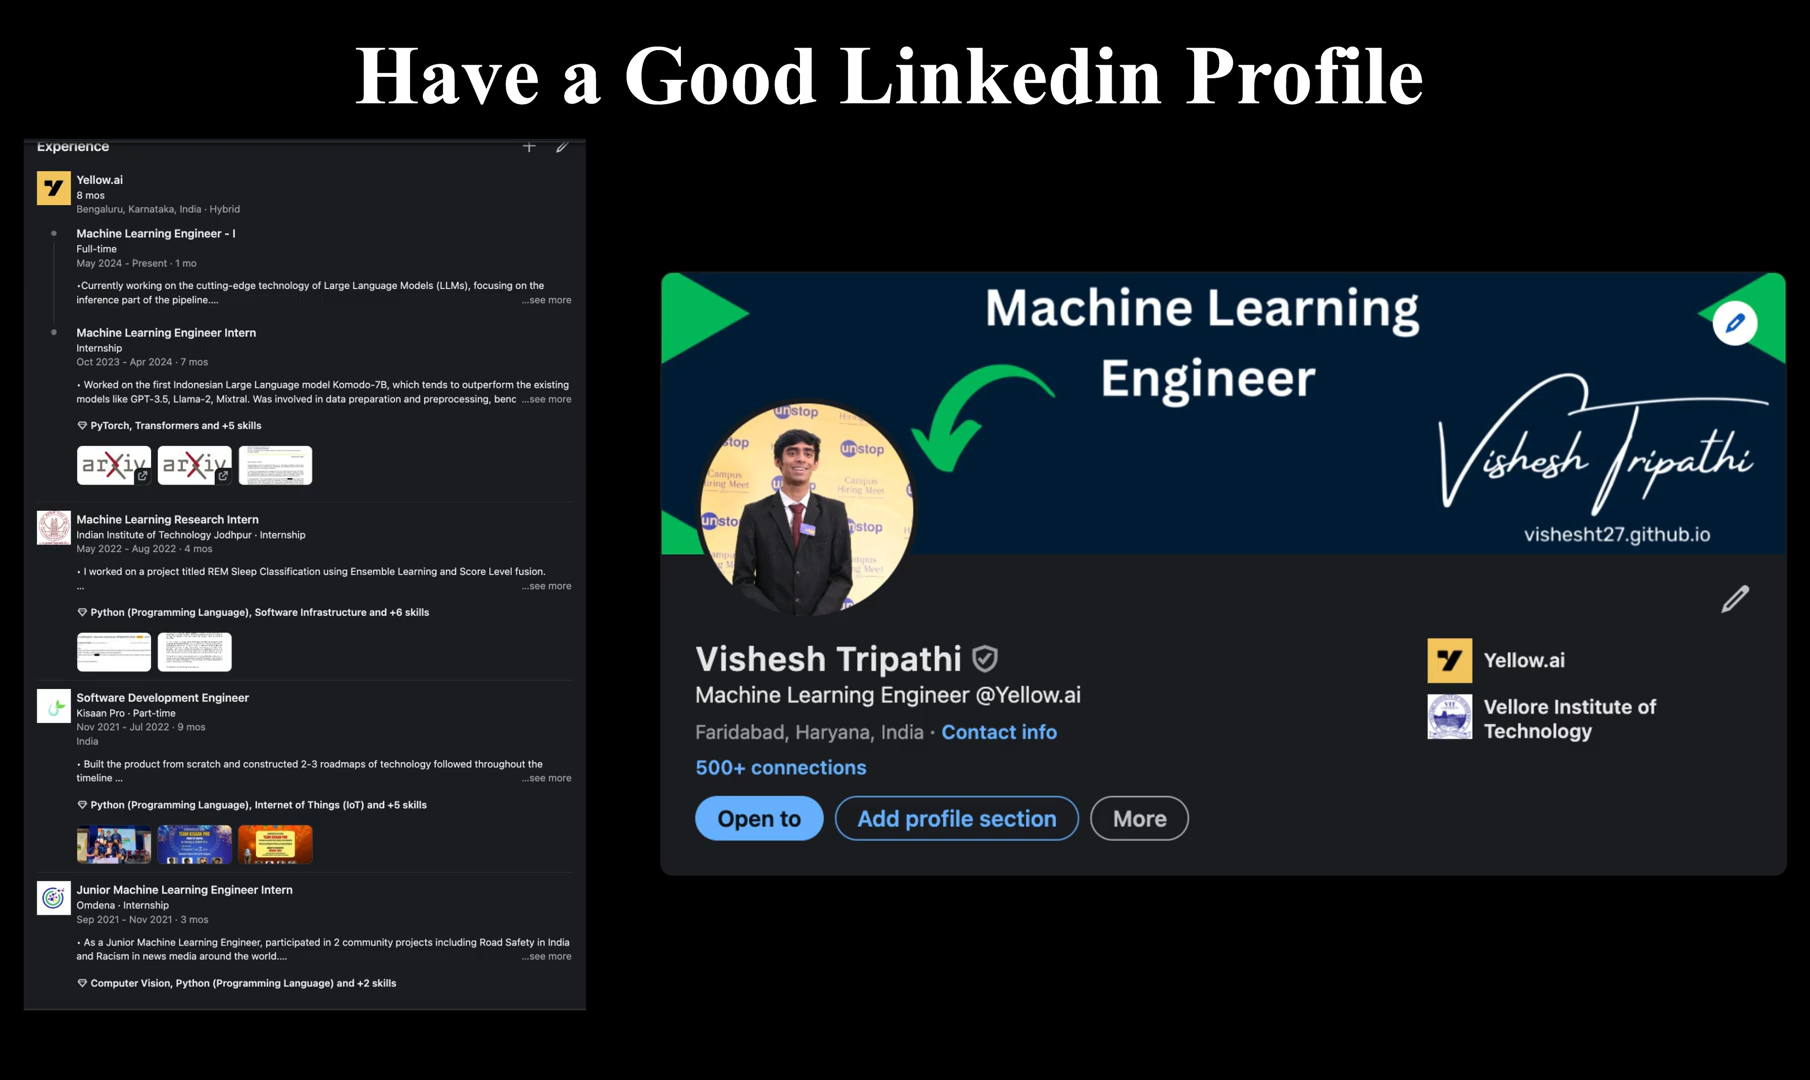 Have a Good Linkedin Profile
Experience
Yellow.ai
8 mos
Bengaluru, Karnataka, India · Hybrid
Machine Learning Engineer - I
Full-time
May 2024 - Present · 1 mo
•Currently working on the cutting-edge technology of Large Language Models (LLMs), focusing on the
inference part of the pipeline....
...see more
Machine Learning Engineer Intern
Internship
Oct 2023 - Apr 2024 · 7 mos
• Worked on the first Indonesian Large Language model Komodo-7B, which tends to outperform the existing
models like GPT-3.5, Llama-2, Mixtral. Was involved in data preparation and preprocessing, benc ...see more
PyTorch, Transformers and +5 skills
arXiv
arXiv
Machine Learning Research Intern
Indian Institute of Technology Jodhpur · Internship
May 2022 - Aug 2022 · 4 mos
• I worked on a project titled REM Sleep Classification using Ensemble Learning and Score Level fusion.
...
...see more
Python (Programming Language), Software Infrastructure and +6 skills
Software Development Engineer
Kisaan Pro · Part-time
Nov 2021 - Jul 2022 · 9 mos
India
• Built the product from scratch and constructed 2-3 roadmaps of technology followed throughout the
timeline ...
...see more
Python (Programming Language), Internet of Things (IoT) and +5 skills
Junior Machine Learning Engineer Intern
Omdena · Internship
Sep 2021 - Nov 2021 · 3 mos
• As a Junior Machine Learning Engineer, participated in 2 community projects including Road Safety in India
and Racism in news media around the world....
...see more
Computer Vision, Python (Programming Language) and +2 skills
Machine Learning
Engineer
Vishesh Tripathi
vishesht27.github.io
unstop
stop
unstop
Campus
Hiring Meet
Campus
Hiring Meet
unsto
stop
Vishesh Tripathi
Machine Learning Engineer @Yellow.ai
Faridabad, Haryana, India · Contact info
500+ connections
Open to
Add profile section
More
Yellow.ai
Vellore Institute of
Technology